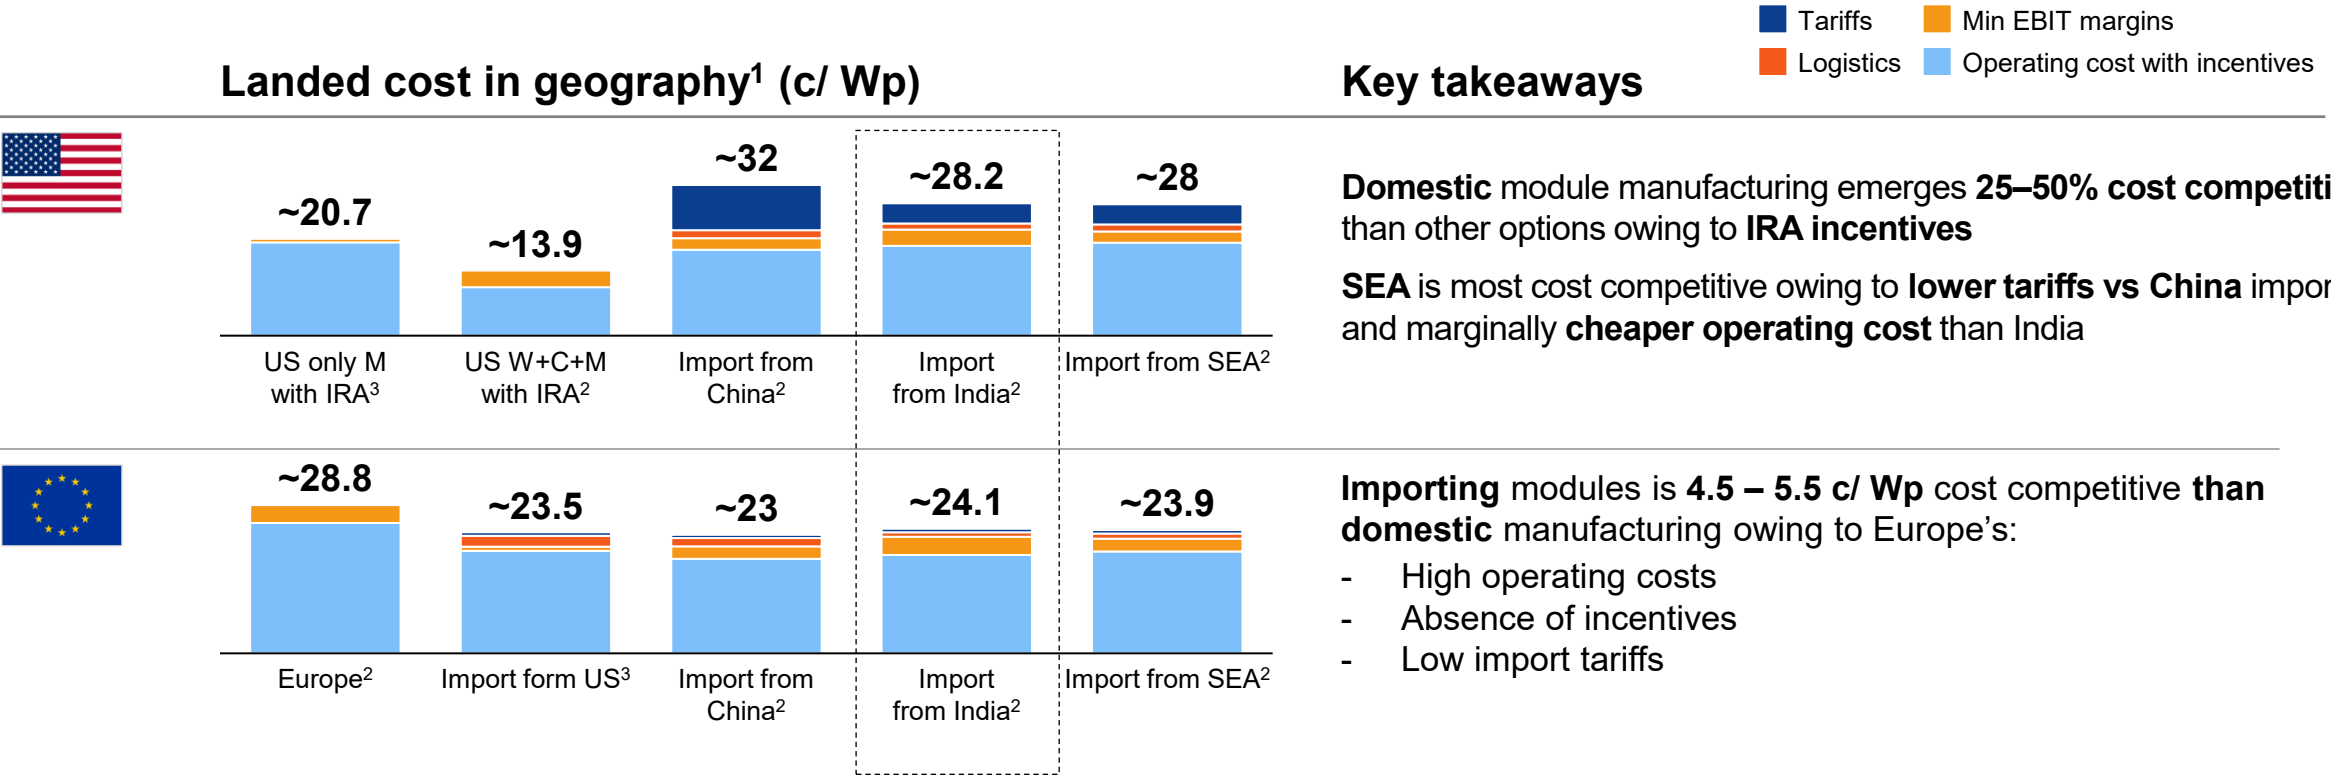 Tariffs
Min EBIT margins
Logistics
Operating cost with incentives
Landed cost in geography¹ (c/ Wp)
Key takeaways
~20.7
~13.9
~32
~28.2
~28
US only M
with IRA³
US W+C+M
with IRA²
Import from
China²
Import
from India²
Import from SEA²
Domestic module manufacturing emerges 25–50% cost competiti
than other options owing to IRA incentives
SEA is most cost competitive owing to lower tariffs vs China impor
and marginally cheaper operating cost than India
~28.8
~23.5
~23
~24.1
~23.9
Europe²
Import form US³
Import from
China²
Import
from India²
Import from SEA²
Importing modules is 4.5 – 5.5 c/ Wp cost competitive than
domestic manufacturing owing to Europe’s:
- High operating costs
- Absence of incentives
- Low import tariffs